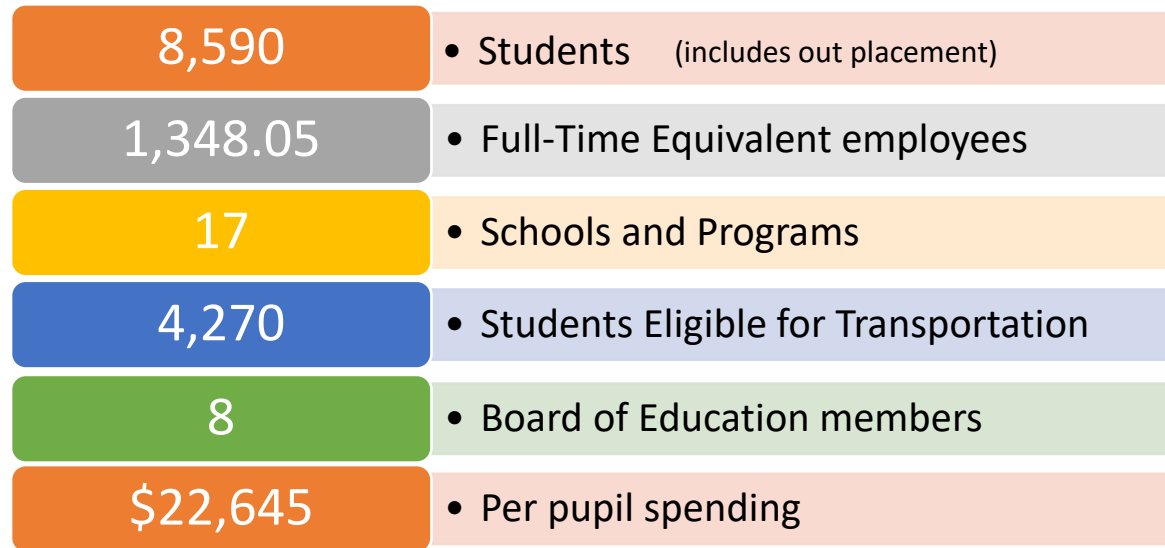 8,590 • Students (includes out placement)
1,348.05 • Full-Time Equivalent employees
17 • Schools and Programs
4,270 • Students Eligible for Transportation
8 • Board of Education members
$22,645 • Per pupil spending